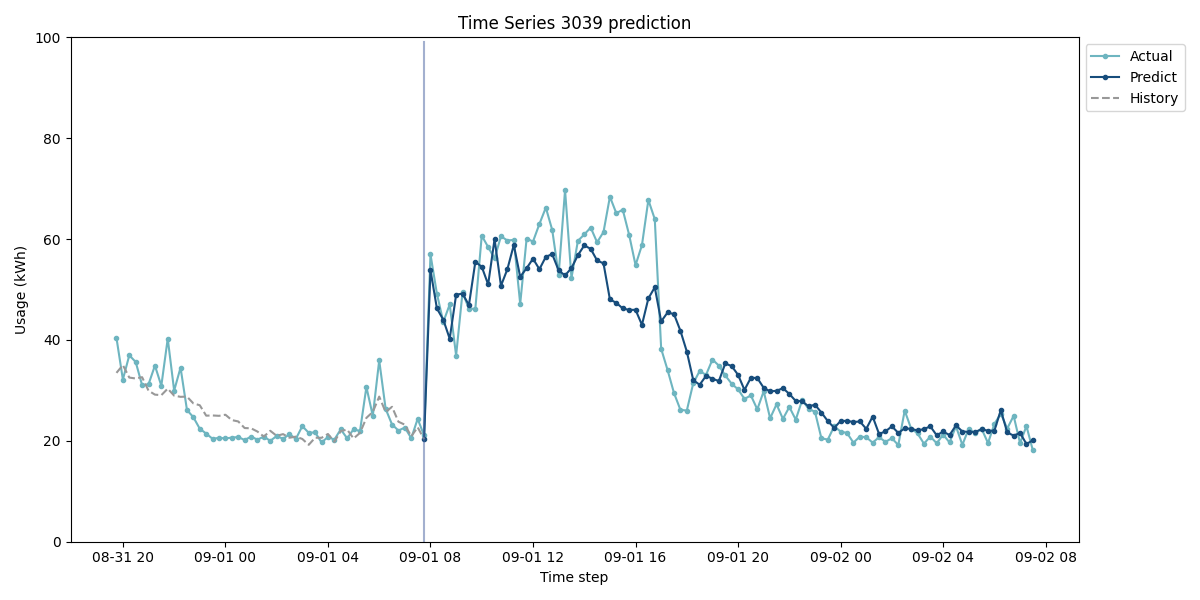 Time Series 3039 prediction
100
80
60
40
20
0
Usage (kWh)
08-31 20
09-01 00
09-01 04
09-01 08
09-01 12
09-01 16
09-01 20
09-02 00
09-02 04
09-02 08
Time step
Actual
Predict
History